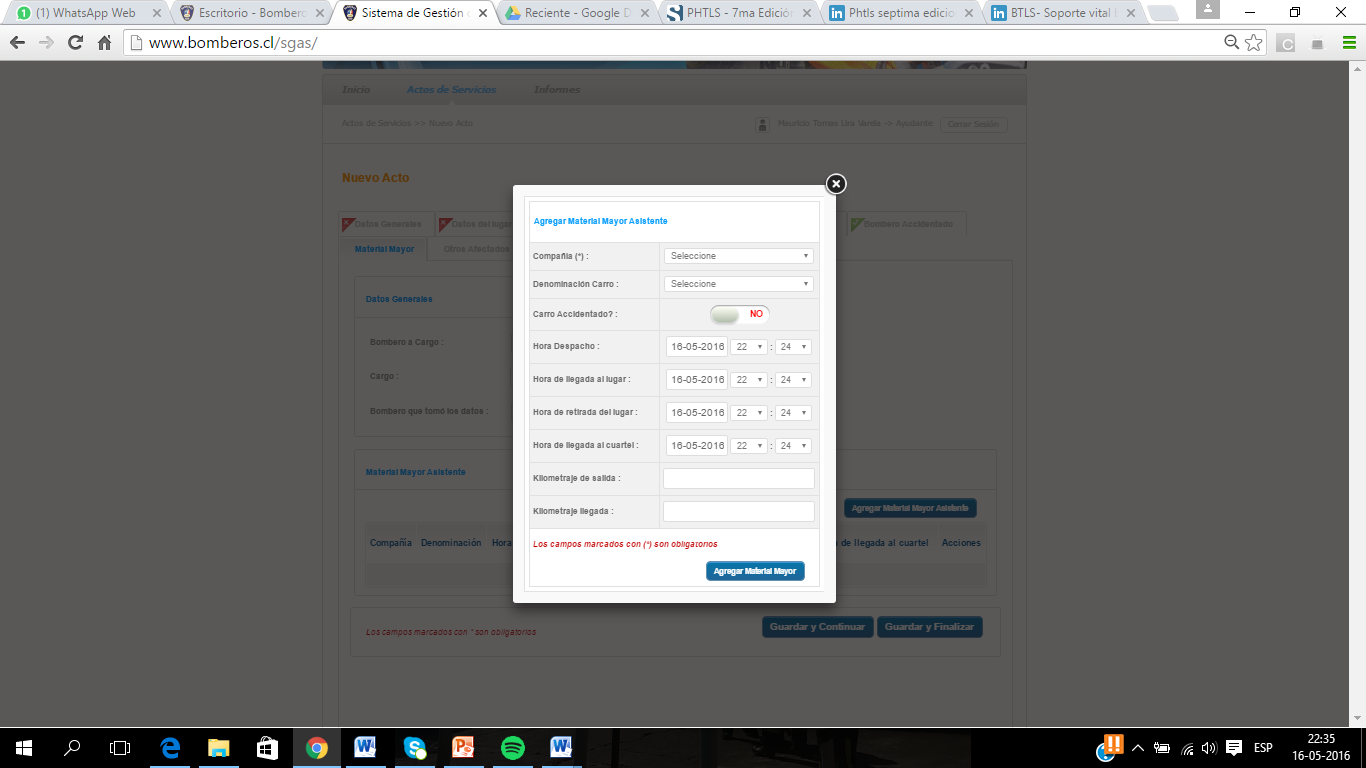 (1) WhatsApp Web
Escritorio - Bombero
Sistema de Gestión
Reciente - Google D
PHTLS - 7ma Edición
Phtls septima edicio
BTLS- Soporte vital
www.bomberos.cl/sgas/
Inicio Actos de Servicios Informes
Actos de Servicios >> Nuevo Acto
Mauricio Tomas Lira Varela -> Ayudante Cerrar Sesión
Nuevo Acto
Datos Generales Datos del lugar Bombero Accidentado
Material Mayor Otros Afectados
Datos Generales
Bombero a Cargo :
Cargo :
Bombero que tomó los datos :
Material Mayor Asistente
Agregar Material Mayor Asistente
Compañía Denominación Hora de llegada al cuartel Acciones
Los campos marcados con * son obligatorios
Guardar y Continuar Guardar y Finalizar
Agregar Material Mayor Asistente
Compañía (*) : Seleccione
Denominación Carro : Seleccione
Carro Accidentado? : NO
Hora Despacho : 16-05-2016 22 : 24
Hora de llegada al lugar : 16-05-2016 22 : 24
Hora de retirada del lugar : 16-05-2016 22 : 24
Hora de llegada al cuartel : 16-05-2016 22 : 24
Kilometraje de salida :
Kilometraje llegada :
Los campos marcados con (*) son obligatorios
Agregar Material Mayor
ESP
22:35
16-05-2016